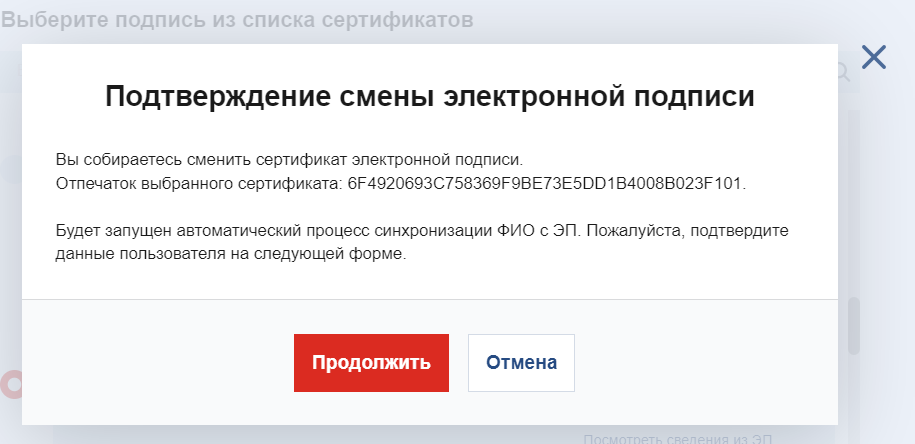 Выберите подпись из списка сертификатов
Подтверждение смены электронной подписи
Вы собираетесь сменить сертификат электронной подписи.
Отпечаток выбранного сертификата: 6F4920693C758369F9BE73E5DD1B4008B023F101.
Будет запущен автоматический процесс синхронизации ФИО с ЭП. Пожалуйста, подтвердите
данные пользователя на следующей форме.
Продолжить
Отмена
Посмотреть сведения из ЭП